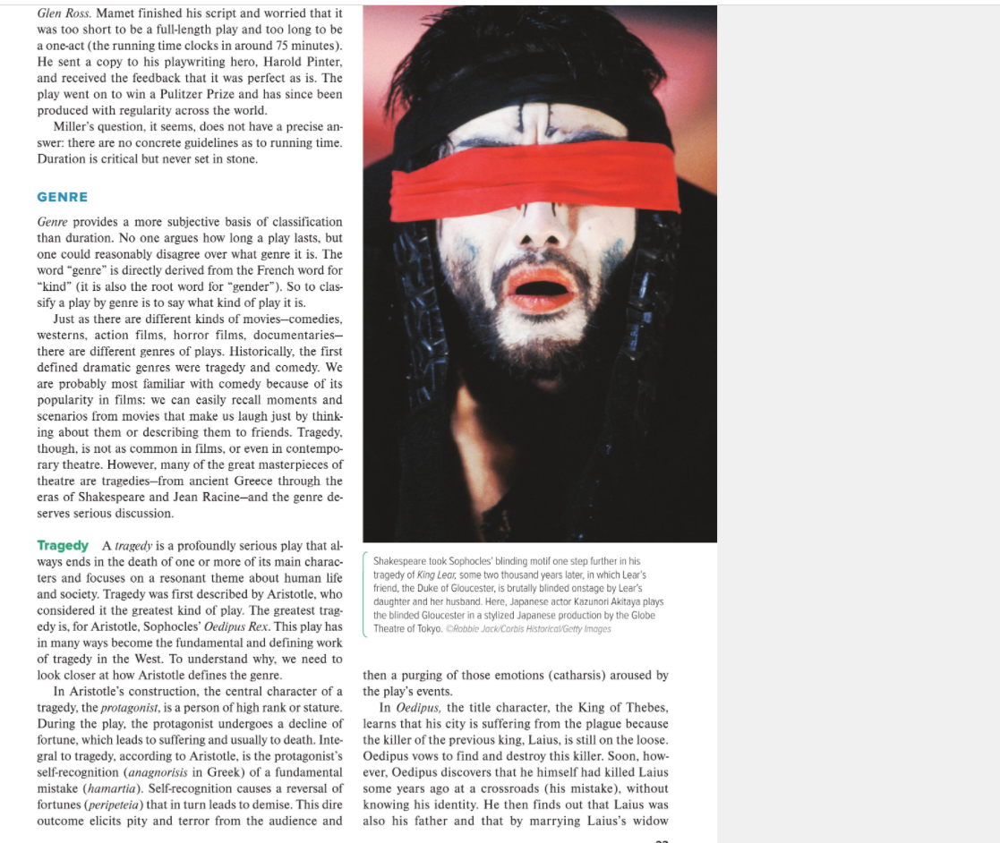 Glen Ross. Mamet finished his script and worried that it
was too short to be a full-length play and too long to be
a one-act (the running time clocks in around 75 minutes).
He sent a copy to his playwriting hero, Harold Pinter,
and received the feedback that it was perfect as is. The
play went on to win a Pulitzer Prize and has since been
produced with regularity across the world.
Miller's question, it seems, does not have a precise an-
swer: there are no concrete guidelines as to running time.
Duration is critical but never set in stone.
GENRE
Genre provides a more subjective basis of classification
than duration. No one argues how long a play lasts, but
one could reasonably disagree over what genre it is. The
word “genre” is directly derived from the French word for
“kind” (it is also the root word for “gender”). So to clas-
sify a play by genre is to say what kind of play it is.
Just as there are different kinds of movies—comedies,
westerns, action films, horror films, documentaries—
there are different genres of plays. Historically, the first
defined dramatic genres were tragedy and comedy. We
are probably most familiar with comedy because of its
popularity in films: we can easily recall moments and
scenarios from movies that make us laugh just by think-
ing about them or describing them to friends. Tragedy,
though, is not as common in films, or even in contempo-
rary theatre. However, many of the great masterpieces of
theatre are tragedies—from ancient Greece through the
eras of Shakespeare and Jean Racine—and the genre de-
serves serious discussion.
Tragedy A tragedy is a profoundly serious play that al-
ways ends in the death of one or more of its main charac-
ters and focuses on a resonant theme about human life
and society. Tragedy was first described by Aristotle, who
considered it the greatest kind of play. The greatest trag-
edy is, for Aristotle, Sophocles' Oedipus Rex. This play has
in many ways become the fundamental and defining work
of tragedy in the West. To understand why, we need to
look closer at how Aristotle defines the genre.
In Aristotle's construction, the central character of a
tragedy, the protagonist, is a person of high rank or stature.
During the play, the protagonist undergoes a decline of
fortune, which leads to suffering and usually to death. Inte-
gral to tragedy, according to Aristotle, is the protagonist's
self-recognition (anagnorisis in Greek) of a fundamental
mistake (hamartia). Self-recognition causes a reversal of
fortunes (peripeteia) that in turn leads to demise. This dire
outcome elicits pity and terror from the audience and
Shakespeare took Sophocles' blinding motif one step further in his
tragedy of King Lear, some two thousand years later, in which Lear's
friend, the Duke of Gloucester, is brutally blinded onstage by Lear's
daughter and her husband. Here, Japanese actor Kazunori Akitaya plays
the blinded Gloucester in a stylized Japanese production by the Globe
Theatre of Tokyo. ©Robbie Jack/Corbis Historical/Getty Images
then a purging of those emotions (catharsis) aroused by
the play's events.
In Oedipus, the title character, the King of Thebes,
learns that his city is suffering from the plague because
the killer of the previous king, Laius, is still on the loose.
Oedipus vows to find and destroy this killer. Soon, how-
ever, Oedipus discovers that he himself had killed Laius
some years ago at a crossroads (his mistake), without
knowing his identity. He then finds out that Laius was
also his father and that by marrying Laius's widow